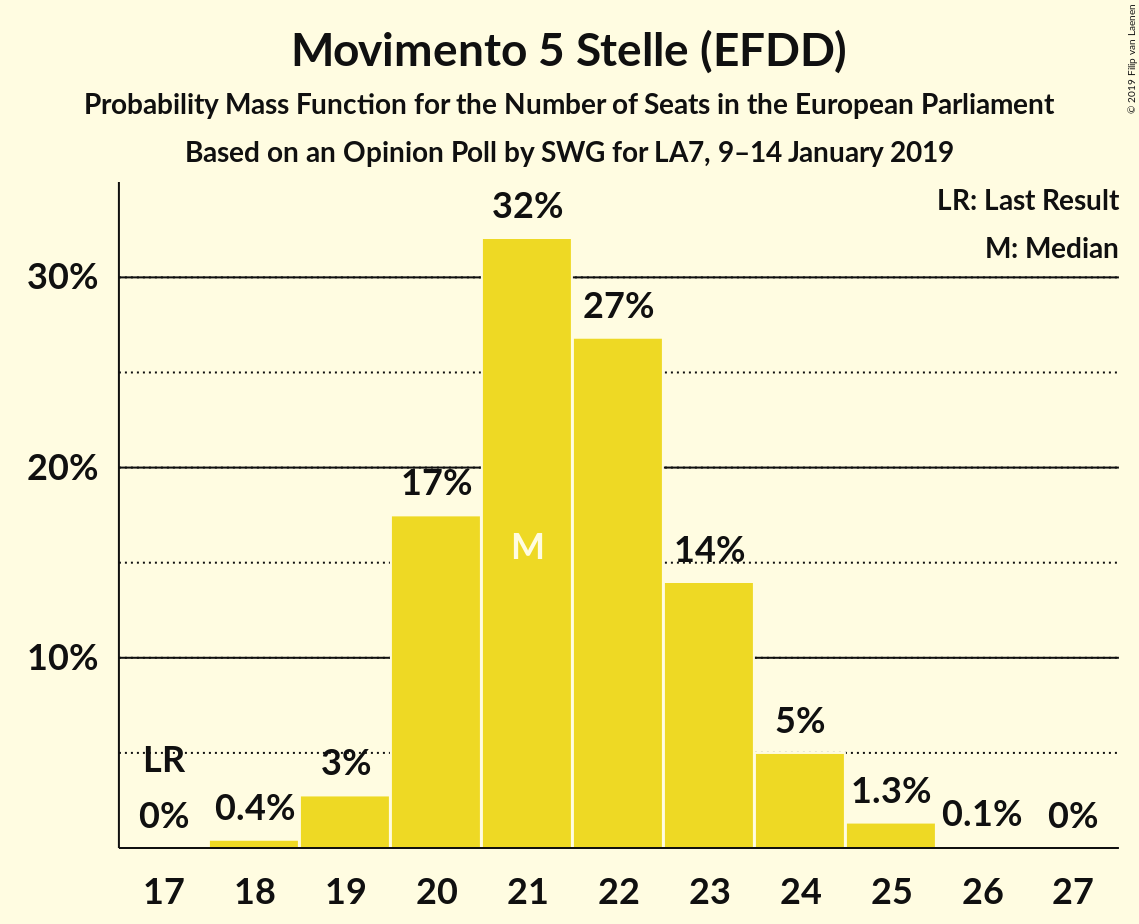 Movimento 5 Stelle (EFDD)
Probability Mass Function for the Number of Seats in the European Parliament
Based on an Opinion Poll by SWG for LA7, 9–14 January 2019
© 2019 Filip van Laenen
LR: Last Result
M: Median
30%
20%
10%
LR
0%
0.4%
3%
17%
32%
M
27%
14%
5%
1.3%
0.1%
0%
17 18 19 20 21 22 23 24 25 26 27